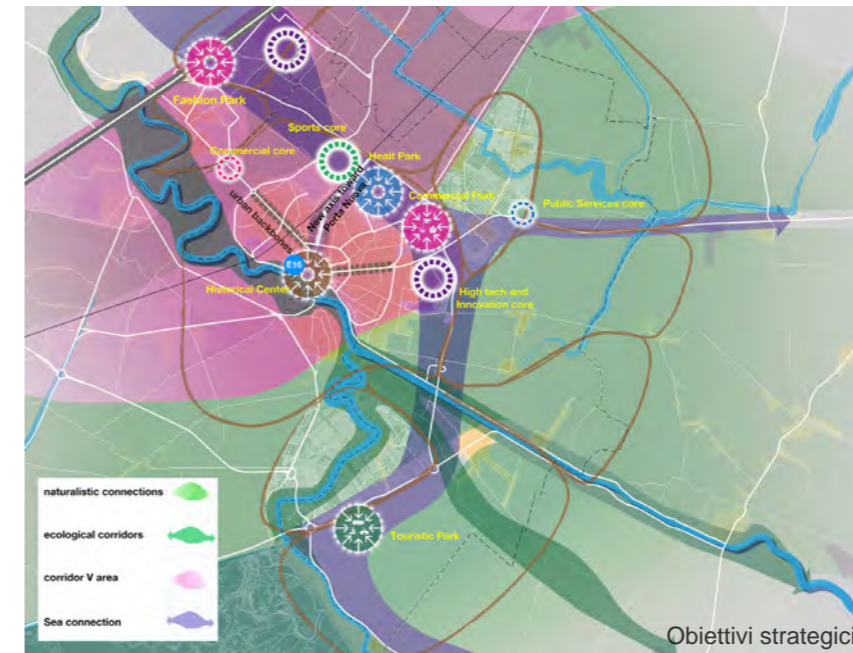 Fashion Park
Sports core
Commercial core
Healt Park
New axis toward
Porta Nuova
Commercial Park
Public Services core
urban backbones
E16
Historical Center
High tech and
Innovation core
Touristic Park
naturalistic connections
ecological corridors
corridor V area
Sea connection
Obiettivi strategici